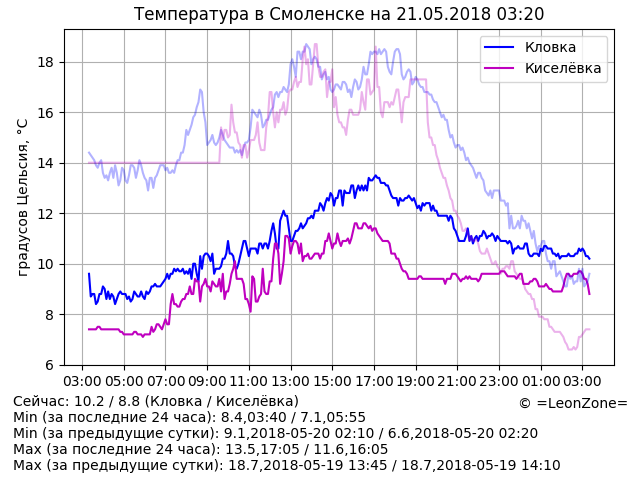 Температура в Смоленске на 21.05.2018 03:20
градусов Цельсия, °C
18
16
14
12
10
8
6
Кловка
Киселёвка
03:00 05:00 07:00 09:00 11:00 13:00 15:00 17:00 19:00 21:00 23:00 01:00 03:00
Сейчас: 10.2 / 8.8 (Кловка / Киселёвка)
© =LeonZone=
Min (за последние 24 часа): 8.4,03:40 / 7.1,05:55
Min (за предыдущие сутки): 9.1,2018-05-20 02:10 / 6.6,2018-05-20 02:20
Max (за последние 24 часа): 13.5,17:05 / 11.6,16:05
Max (за предыдущие сутки): 18.7,2018-05-19 13:45 / 18.7,2018-05-19 14:10